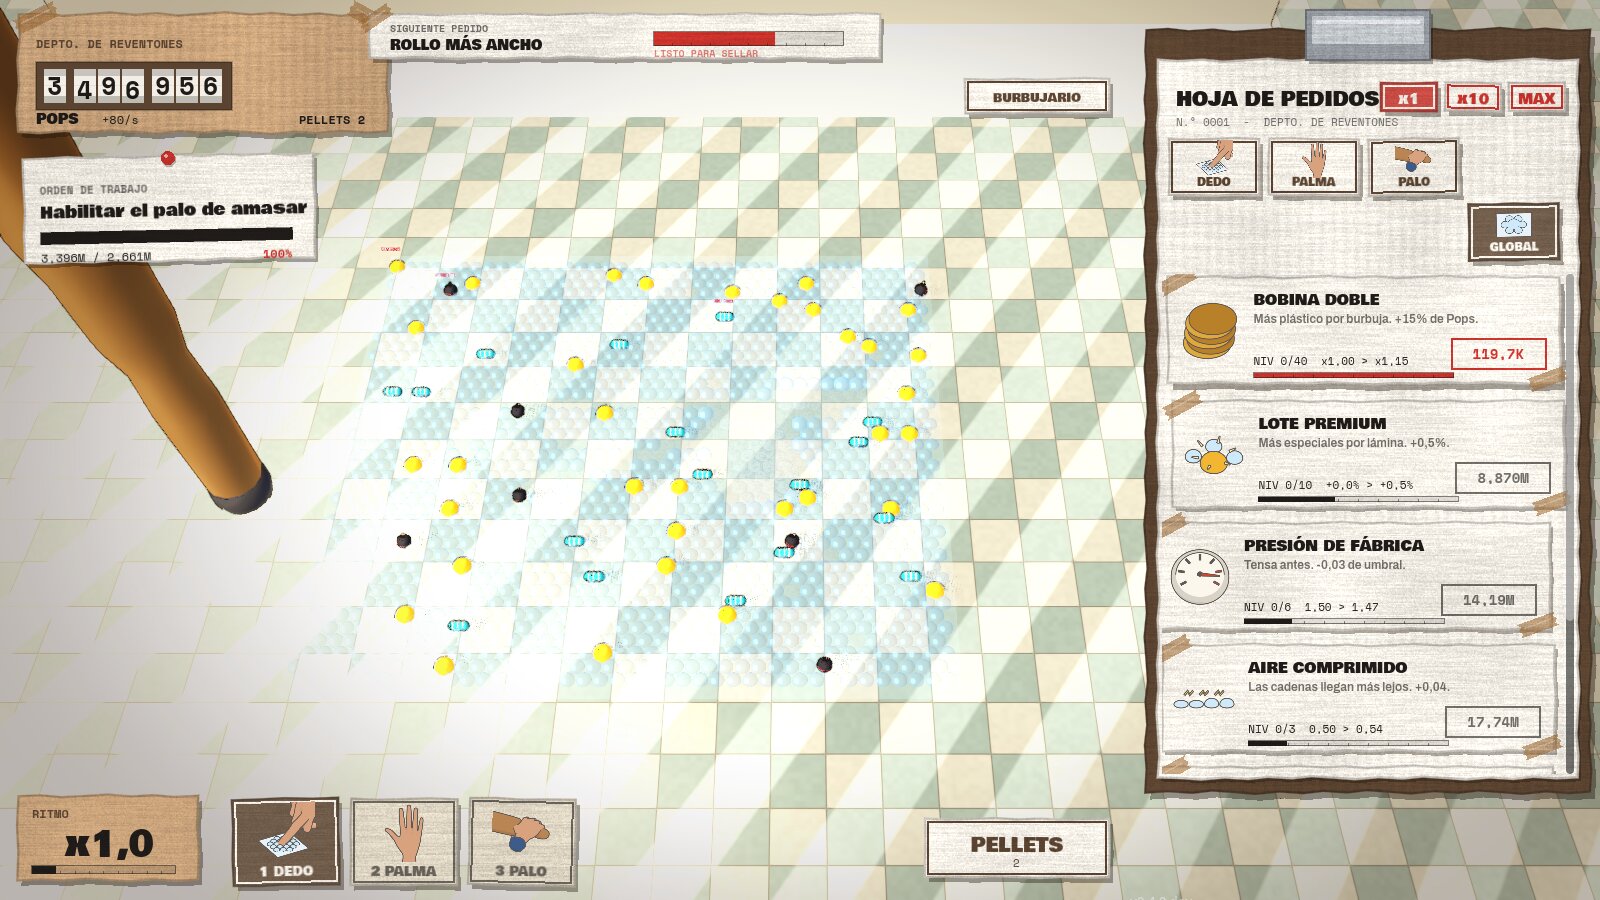 DEPTO. DE REVENTONES
3 496 956
POPS +80/s PELLETS 2
SIGUIENTE PEDIDO
ROLLO MÁS ANCHO
LISTO PARA SELLAR
BURBUJARIO
ORDEN DE TRABAJO
Habilitar el palo de amasar
3,396M / 2,661M 100%
HOJA DE PEDIDOS x1 x10 MAX
N.° 0001 - DEPTO. DE REVENTONES
DEDO PALMA PALO
GLOBAL
BOBINA DOBLE
Más plástico por burbuja. +15% de Pops.
NIV 0/40 x1,00 > x1,15 119,7K
LOTE PREMIUM
Más especiales por lámina. +0,5%.
NIV 0/10 +0,0% > +0,5% 8,870M
PRESIÓN DE FÁBRICA
Tensa antes. -0,03 de umbral.
NIV 0/6 1,50 > 1,47 14,19M
AIRE COMPRIMIDO
Las cadenas llegan más lejos. +0,04.
NIV 0/3 0,50 > 0,54 17,74M
RITMO
x1,0
1 DEDO 2 PALMA 3 PALO
PELLETS
2